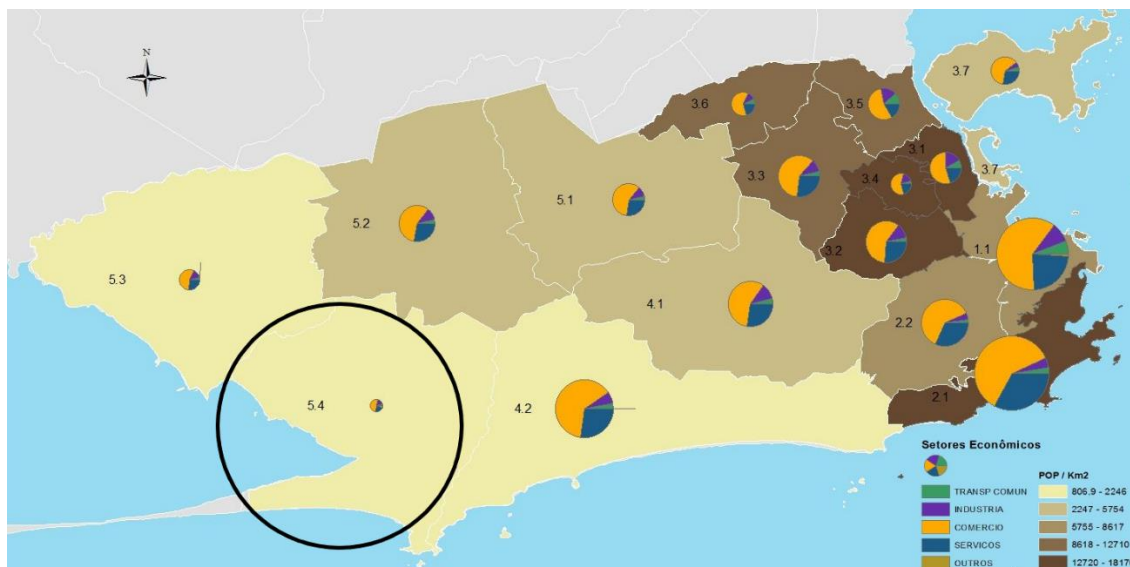 N
3.7
3.6
3.5
3.1
3.3
3.4
3.7
5.1
5.2
3.2
1.1
5.3
4.1
2.2
5.4
4.2
2.1
Setores Econômicos
POP / Km2
TRANSP COMUN
806,9 - 2246
INDUSTRIA
2247 - 5754
COMERCIO
5755 - 8617
SERVICOS
8618 - 12710
OUTROS
12720 - 1817